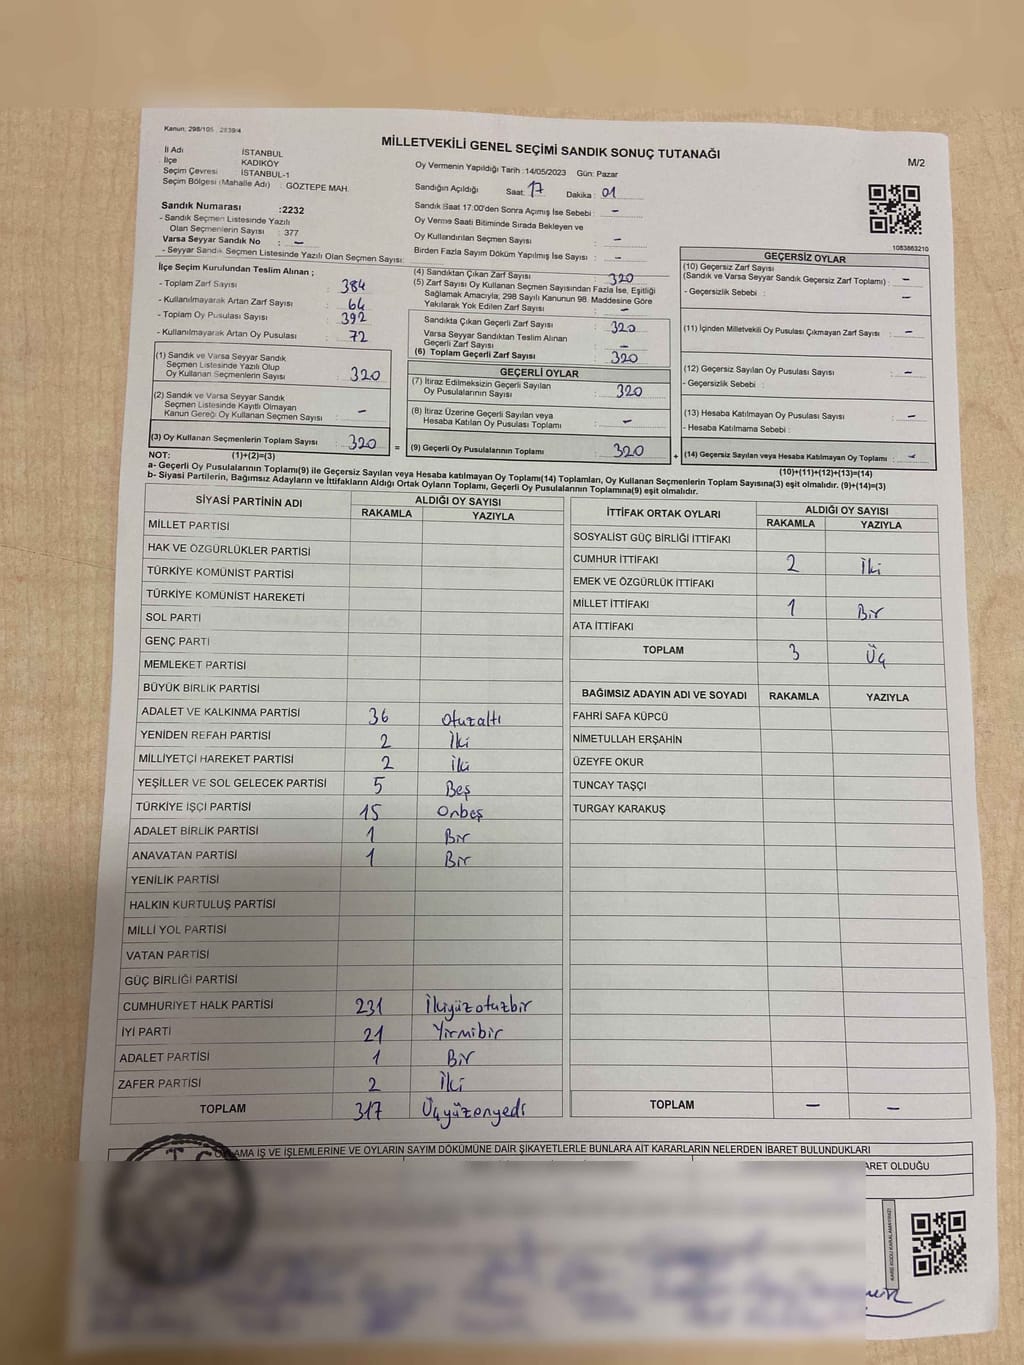 Kanun, 298/105 , 2839/4
MİLLETVEKİLİ GENEL SEÇİMİ SANDIK SONUÇ TUTANAĞI
M/2
İl Adı İSTANBUL
İlçe KADIKÖY
Seçim Çevresi İSTANBUL-1
Seçim Bölgesi (Mahalle Adı) : GÖZTEPE MAH.
Oy Vermenin Yapıldığı Tarih :14/05/2023 Gün: Pazar
Sandığın Açıldığı Saat: 17 Dakika : 01
Sandık Saat 17:00'den Sonra Açımış İse Sebebi : -
Oy Verme Saati Bitiminde Sırada Bekleyen ve
Oy Kullandırılan Seçmen Sayısı : -
Birden Fazla Sayım Döküm Yapılmış İse Sayısı : -
Sandık Numarası :2232
- Sandık Seçmen Listesinde Yazılı
Olan Seçmenlerin Sayısı : 377
Varsa Seyyar Sandık No : -
- Seyyar Sandık Seçmen Listesinde Yazılı Olan Seçmen Sayısı:
1083863210
İlçe Seçim Kurulundan Teslim Alınan ;
- Toplam Zarf Sayısı : 384
- Kullanılmayarak Artan Zarf Sayısı : 64
- Toplam Oy Pusulası Sayısı : 392
- Kullanılmayarak Artan Oy Pusulası : 72
(1) Sandık ve Varsa Seyyar Sandık
Seçmen Listesinde Yazılı Olup
Oy Kullanan Seçmenlerin Sayısı : 320
(2) Sandık ve Varsa Seyyar Sandık
Seçmen Listesinde Kayıtlı Olmayan
Kanun Gereği Oy Kullanan Seçmen Sayısı : -
(3) Oy Kullanan Seçmenlerin Toplam Sayısı : 320 =
(4) Sandıktan Çıkan Zarf Sayısı : 320
(5) Zarf Sayısı Oy Kullanan Seçmen Sayısından Fazla İse, Eşitliği
Sağlamak Amacıyla; 298 Sayılı Kanunun 98. Maddesine Göre
Yakılarak Yok Edilen Zarf Sayısı : -
Sandıkta Çıkan Geçerli Zarf Sayısı : 320
Varsa Seyyar Sandıktan Teslim Alınan
Geçerli Zarf Sayısı : -
(6) Toplam Geçerli Zarf Sayısı : 320
GEÇERLİ OYLAR
(7) İtiraz Edilmeksizin Geçerli Sayılan
Oy Pusulalarının Sayısı : 320
(8) İtiraz Üzerine Geçerli Sayılan veya
Hesaba Katılan Oy Pusulası Toplamı : -
(9) Geçerli Oy Pusulalarının Toplamı : 320 +
GEÇERSİZ OYLAR
(10) Geçersiz Zarf Sayısı
(Sandık ve Varsa Seyyar Sandık Geçersiz Zarf Toplamı) : -
- Geçersizlik Sebebi : -
(11) İçinden Milletvekili Oy Pusulası Çıkmayan Zarf Sayısı : -
(12) Geçersiz Sayılan Oy Pusulası Sayısı : -
- Geçersizlik Sebebi :
(13) Hesaba Katılmayan Oy Pusulası Sayısı : -
- Hesaba Katılmama Sebebi :
(14) Geçersiz Sayılan veya Hesaba Katılmayan Oy Toplamı : -
NOT: (1)+(2)=(3)
(10)+(11)+(12)+(13)=(14)
a- Geçerli Oy Pusulalarının Toplamı(9) ile Geçersiz Sayılan veya Hesaba katılmayan Oy Toplamı(14) Toplamları, Oy Kullanan Seçmenlerin Toplam Sayısına(3) eşit olmalıdır. (9)+(14)=(3)
b- Siyasi Partilerin, Bağımsız Adayların ve İttifakların Aldığı Ortak Oyların Toplamı, Geçerli Oy Pusulalarının Toplamına(9) eşit olmalıdır.
SİYASİ PARTİNİN ADI ALDIĞI OY SAYISI
RAKAMLA YAZIYLA
MİLLET PARTİSİ
HAK VE ÖZGÜRLÜKLER PARTİSİ
TÜRKİYE KOMÜNİST PARTİSİ
TÜRKİYE KOMÜNİST HAREKETİ
SOL PARTİ
GENÇ PARTİ
MEMLEKET PARTİSİ
BÜYÜK BİRLİK PARTİSİ
ADALET VE KALKINMA PARTİSİ 36 Otuzaltı
YENİDEN REFAH PARTİSİ 2 İki
MİLLİYETÇİ HAREKET PARTİSİ 2 İki
YEŞİLLER VE SOL GELECEK PARTİSİ 5 Beş
TÜRKİYE İŞÇİ PARTİSİ 15 Onbeş
ADALET BİRLİK PARTİSİ 1 Bir
ANAVATAN PARTİSİ 1 Bir
YENİLİK PARTİSİ
HALKIN KURTULUŞ PARTİSİ
MİLLİ YOL PARTİSİ
VATAN PARTİSİ
GÜÇ BİRLİĞİ PARTİSİ
CUMHURİYET HALK PARTİSİ 231 İkiyüzotuzbir
İYİ PARTİ 21 Yirmibir
ADALET PARTİSİ 1 Bir
ZAFER PARTİSİ 2 İki
TOPLAM 317 Üçyüzonyedi
İTTİFAK ORTAK OYLARI ALDIĞI OY SAYISI
RAKAMLA YAZIYLA
SOSYALİST GÜÇ BİRLİĞİ İTTİFAKI
CUMHUR İTTİFAKI 2 İki
EMEK VE ÖZGÜRLÜK İTTİFAKI
MİLLET İTTİFAKI 1 Bir
ATA İTTİFAKI
TOPLAM 3 Üç
BAĞIMSIZ ADAYIN ADI VE SOYADI RAKAMLA YAZIYLA
FAHRİ SAFA KÜPCÜ
NİMETULLAH ERŞAHİN
ÜZEYFE OKUR
TUNCAY TAŞÇI
TURGAY KARAKUŞ
TOPLAM - -
OYLAMA İŞ VE İŞLEMLERİNE VE OYLARIN SAYIM DÖKÜMÜNE DAİR ŞİKAYETLERLE BUNLARA AİT KARARLARIN NELERDEN İBARET BULUNDUKLARI
T.C.
OLDUĞU